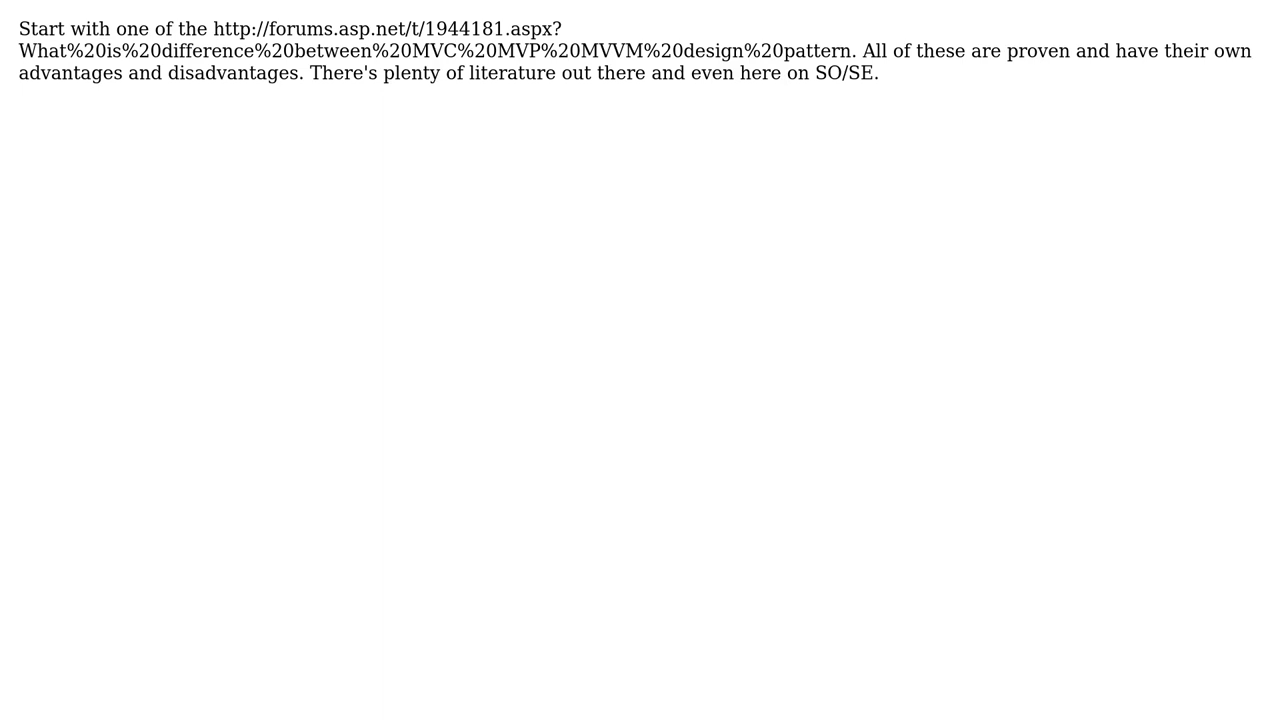 Start with one of the http://forums.asp.net/t/1944181.aspx?
What%20is%20difference%20between%20MVC%20MVP%20MVVM%20design%20pattern. All of these are proven and have their own
advantages and disadvantages. There's plenty of literature out there and even here on SO/SE.